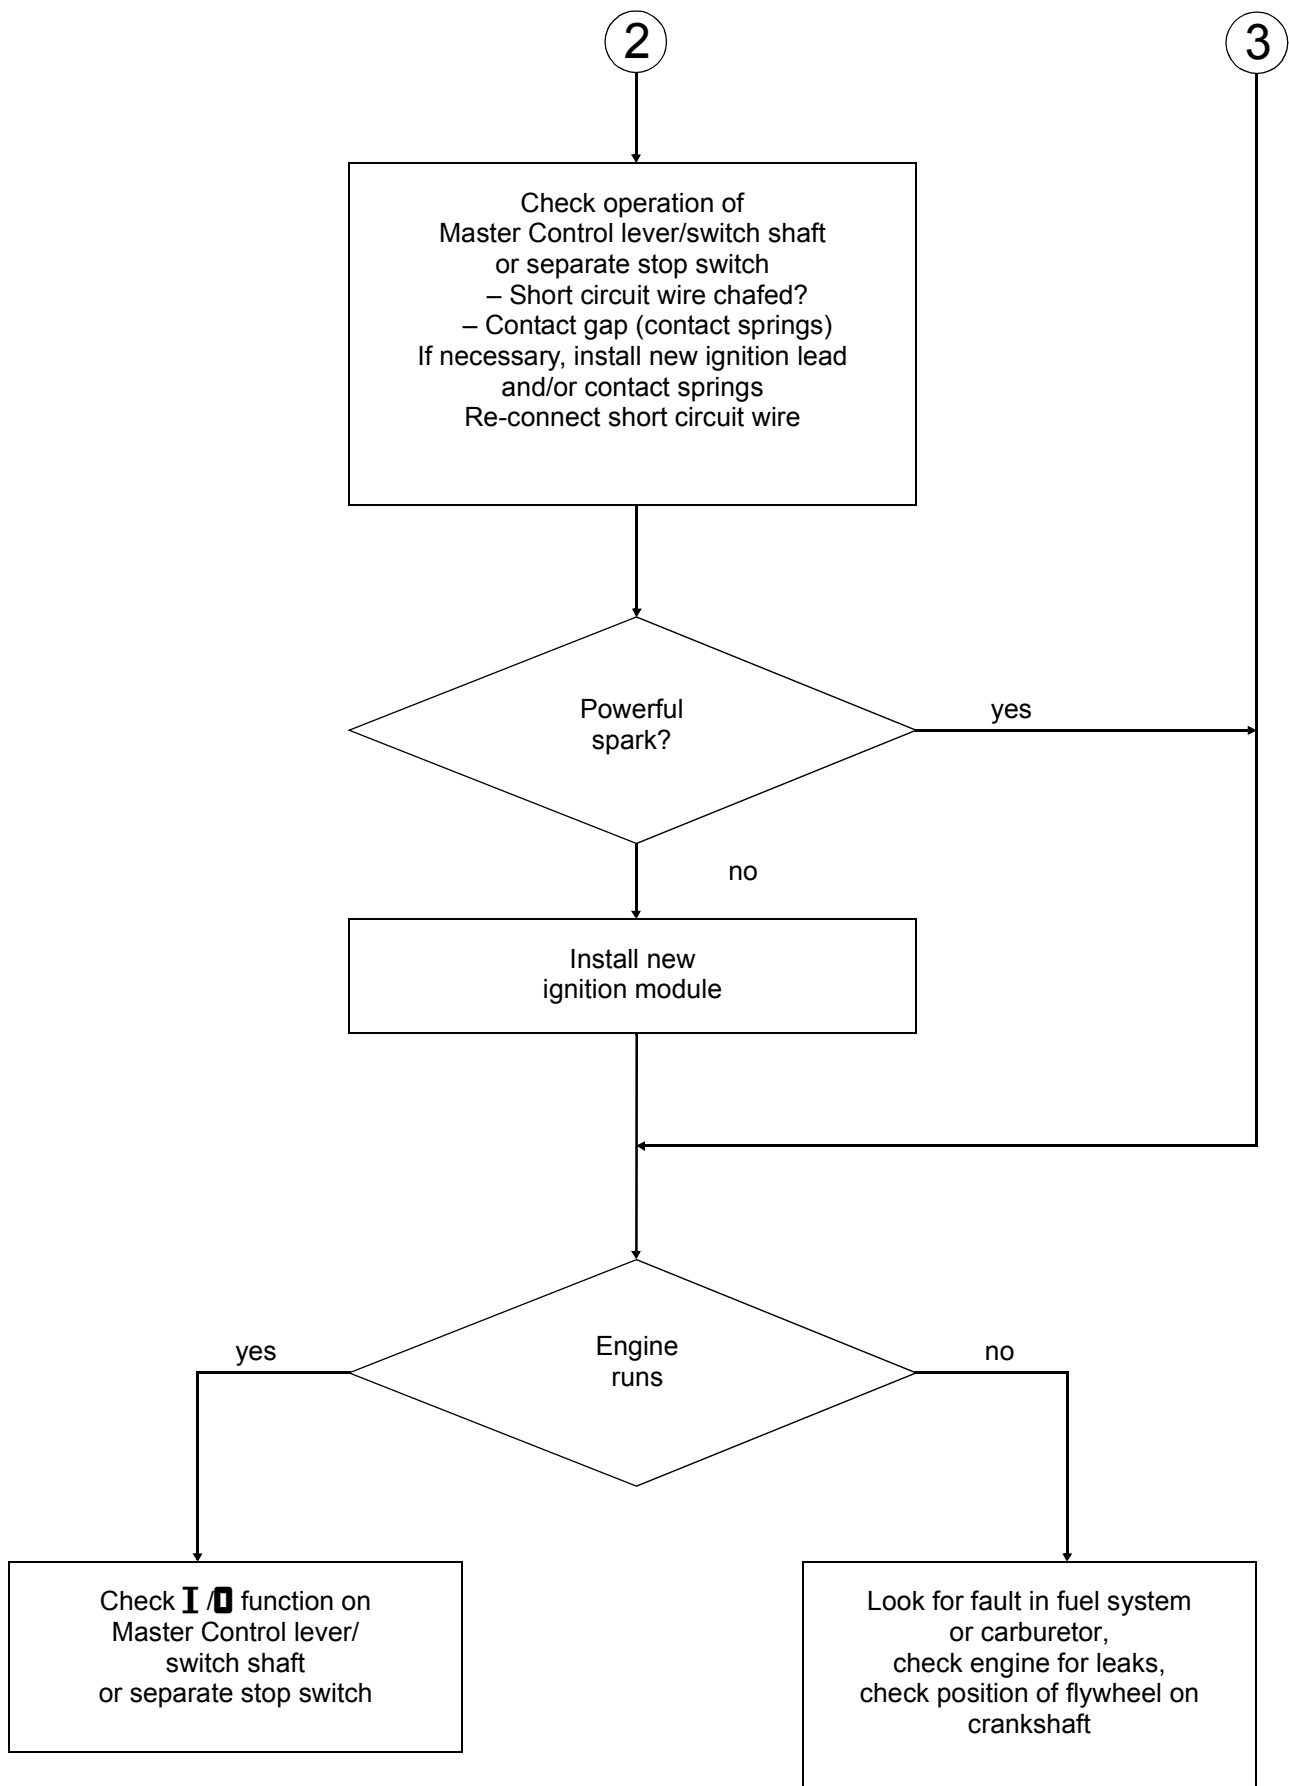 2
3
Check operation of
Master Control lever/switch shaft
or separate stop switch
– Short circuit wire chafed?
– Contact gap (contact springs)
If necessary, install new ignition lead
and/or contact springs
Re-connect short circuit wire
Powerful
spark?
yes
no
Install new
ignition module
Engine
runs
yes
no
Check I /0 function on
Master Control lever/
switch shaft
or separate stop switch
Look for fault in fuel system
or carburetor,
check engine for leaks,
check position of flywheel on
crankshaft